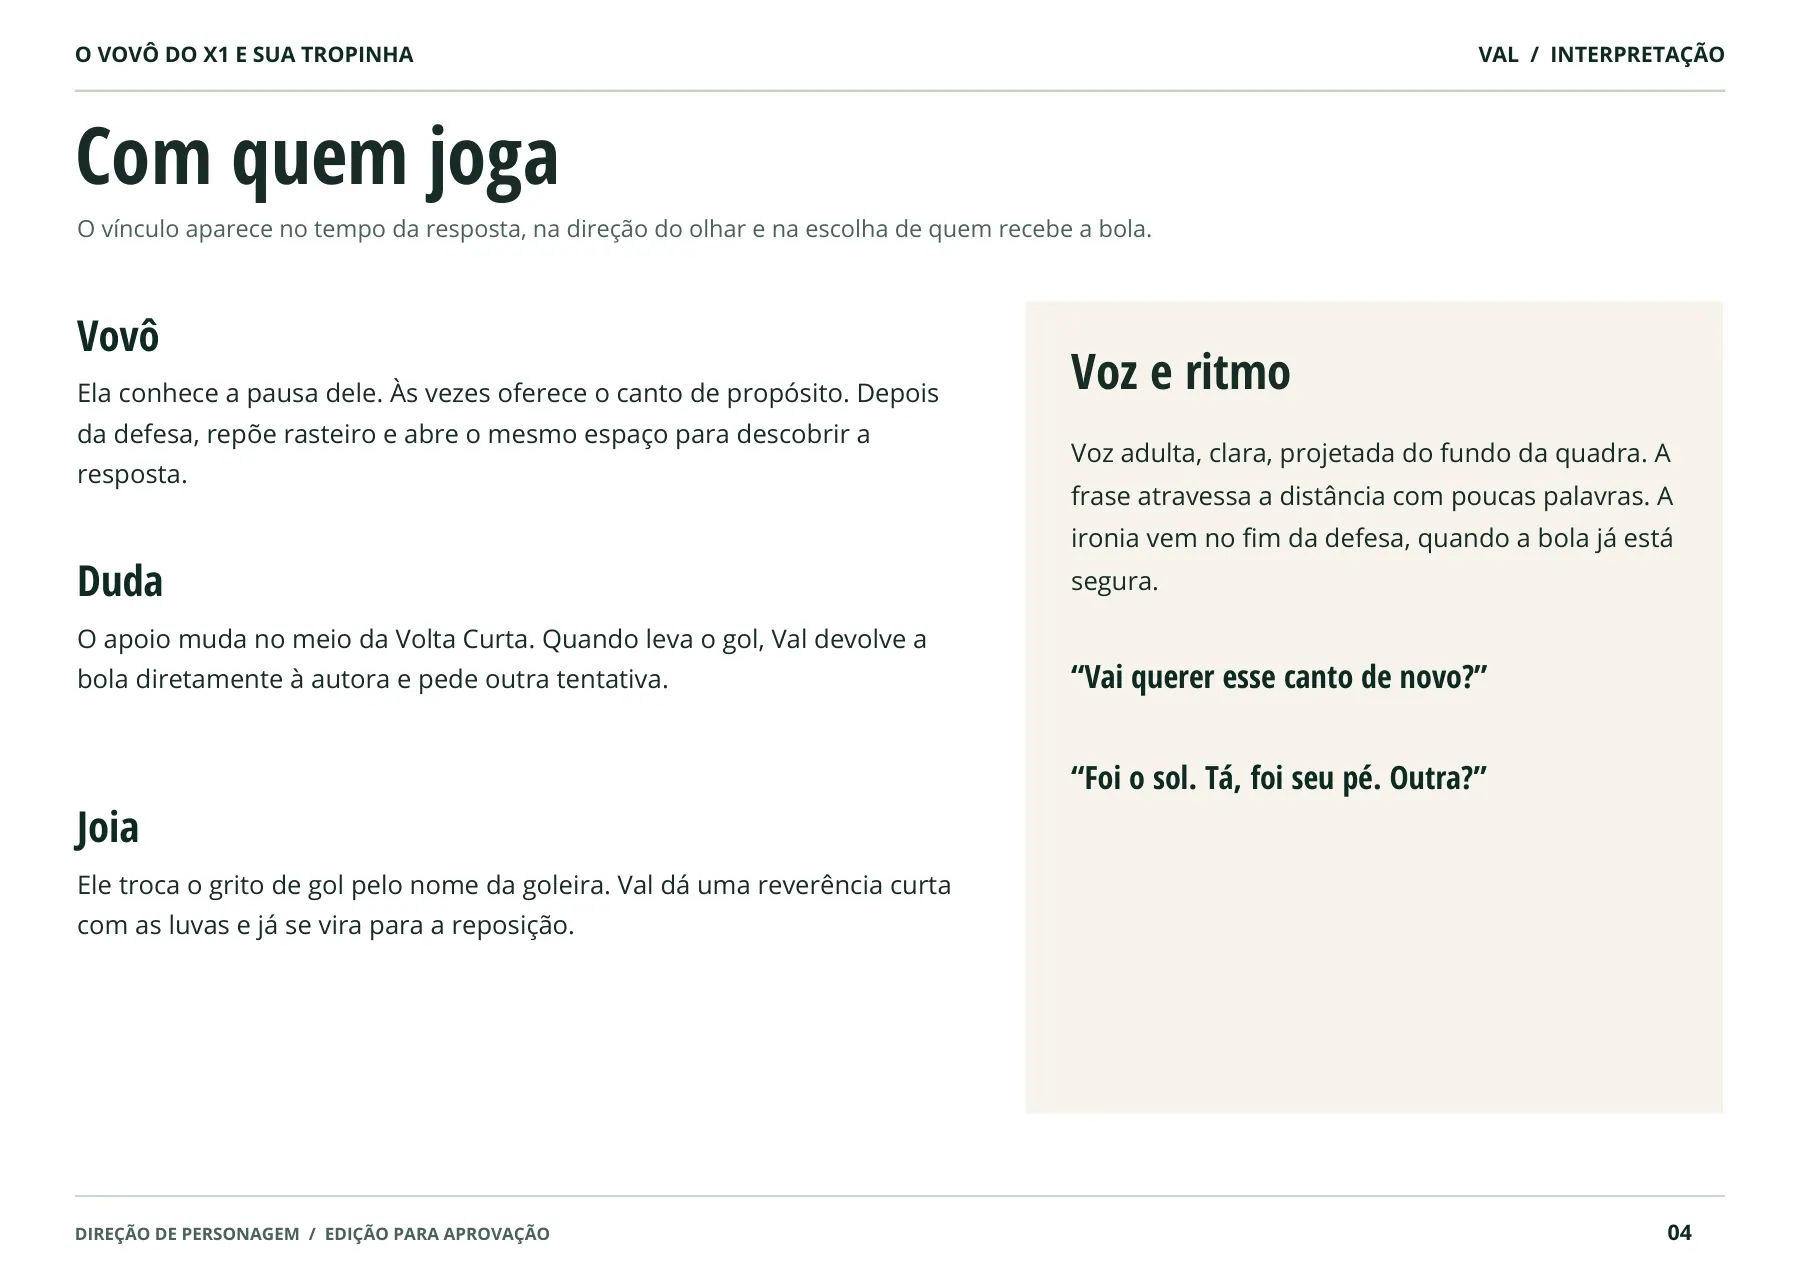 O VOVÔ DO X1 E SUA TROPINHA
VAL / INTERPRETAÇÃO
Com quem joga
O vínculo aparece no tempo da resposta, na direção do olhar e na escolha de quem recebe a bola.
Vovô
Ela conhece a pausa dele. Às vezes oferece o canto de propósito. Depois
da defesa, repõe rasteiro e abre o mesmo espaço para descobrir a
resposta.
Duda
O apoio muda no meio da Volta Curta. Quando leva o gol, Val devolve a
bola diretamente à autora e pede outra tentativa.
Joia
Ele troca o grito de gol pelo nome da goleira. Val dá uma reverência curta
com as luvas e já se vira para a reposição.
Voz e ritmo
Voz adulta, clara, projetada do fundo da quadra. A
frase atravessa a distância com poucas palavras. A
ironia vem no fim da defesa, quando a bola já está
segura.
“Vai querer esse canto de novo?”
“Foi o sol. Tá, foi seu pé. Outra?”
DIREÇÃO DE PERSONAGEM / EDIÇÃO PARA APROVAÇÃO
04